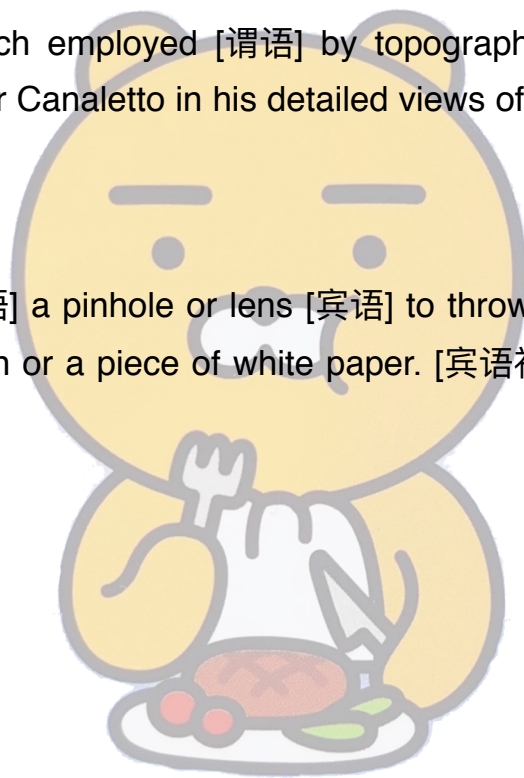 ch employed [谓语] by topograph
r Canaletto in his detailed views of
] a pinhole or lens [宾语] to throw
n or a piece of white paper. [宾语